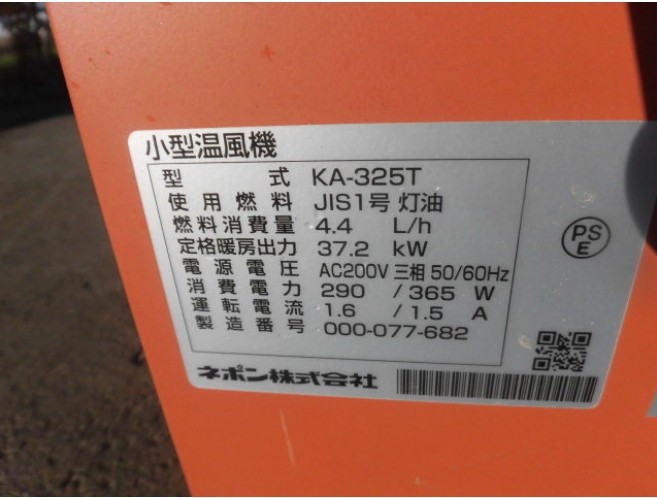 小型温風機
型 式 KA-325T
使用燃料 JIS1号 灯油
燃料消費量 4.4 L/h
定格暖房出力 37.2 kW
電源電圧 AC200V 三相 50/60Hz
消費電力 290 / 365 W
運転電流 1.6 / 1.5 A
製造番号 000-077-682
PS
E
ネポン株式会社